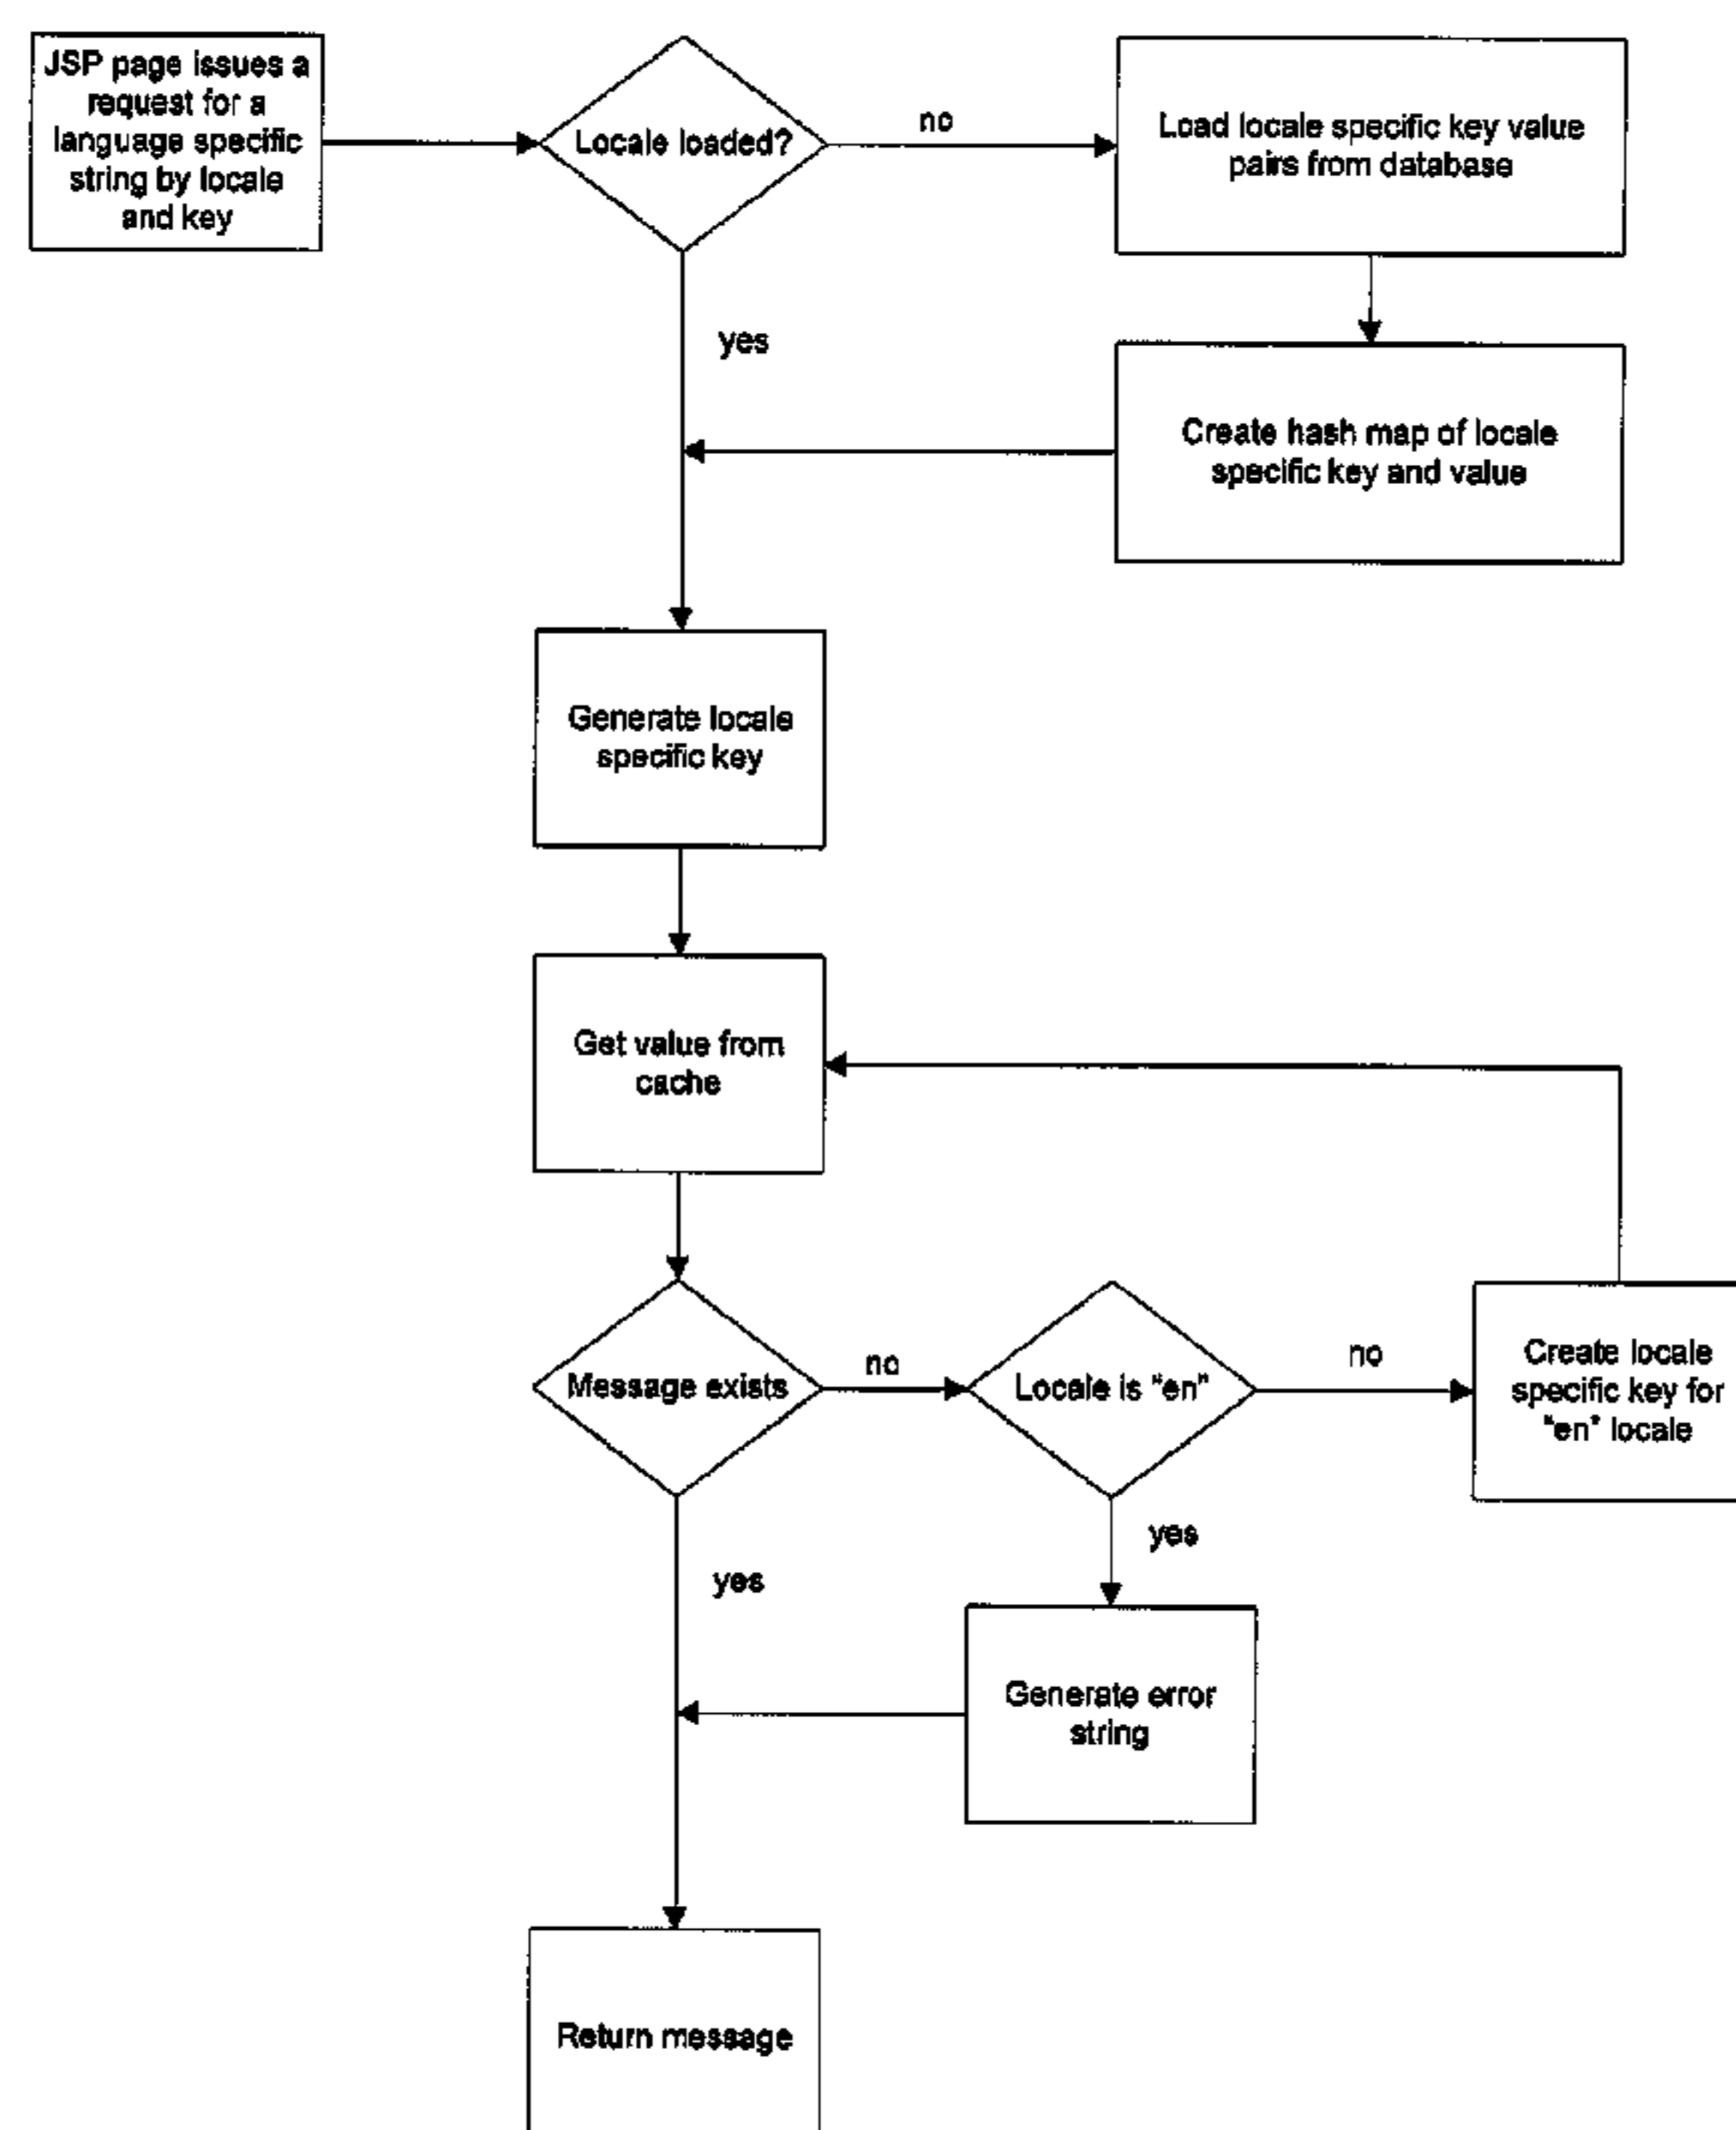 JSP page issues a
request for a
language specific
string by locale
and key
Locale loaded?
no
Load locale specific key value
pairs from database
yes
Create hash map of locale
specific key and value
Generate locale
specific key
Get value from
cache
Message exists
no
Locale is "en"
no
Create locale
specific key for
"en" locale
yes
yes
Generate error
string
Return message